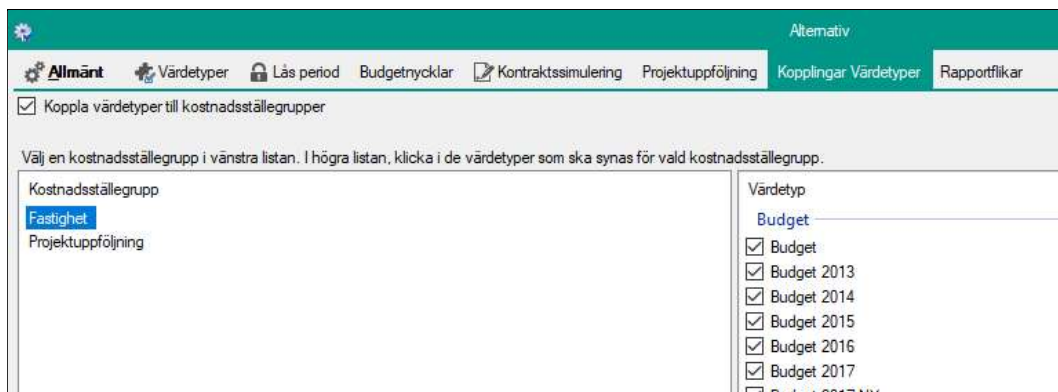 Alternativ
Allmänt Värdetyper Lås period Budgetnycklar Kontraktssimulering Projektuppföljning Kopplingar Värdetyper Rapportflikar
Koppla värdetyper till kostnadsställegrupper
Välj en kostnadsställegrupp i vänstra listan. I högra listan, klicka i de värdetyper som ska synas för vald kostnadsställegrupp.
Kostnadsställegrupp
Fastighet
Projektuppföljning
Värdetyp
Budget
Budget
Budget 2013
Budget 2014
Budget 2015
Budget 2016
Budget 2017